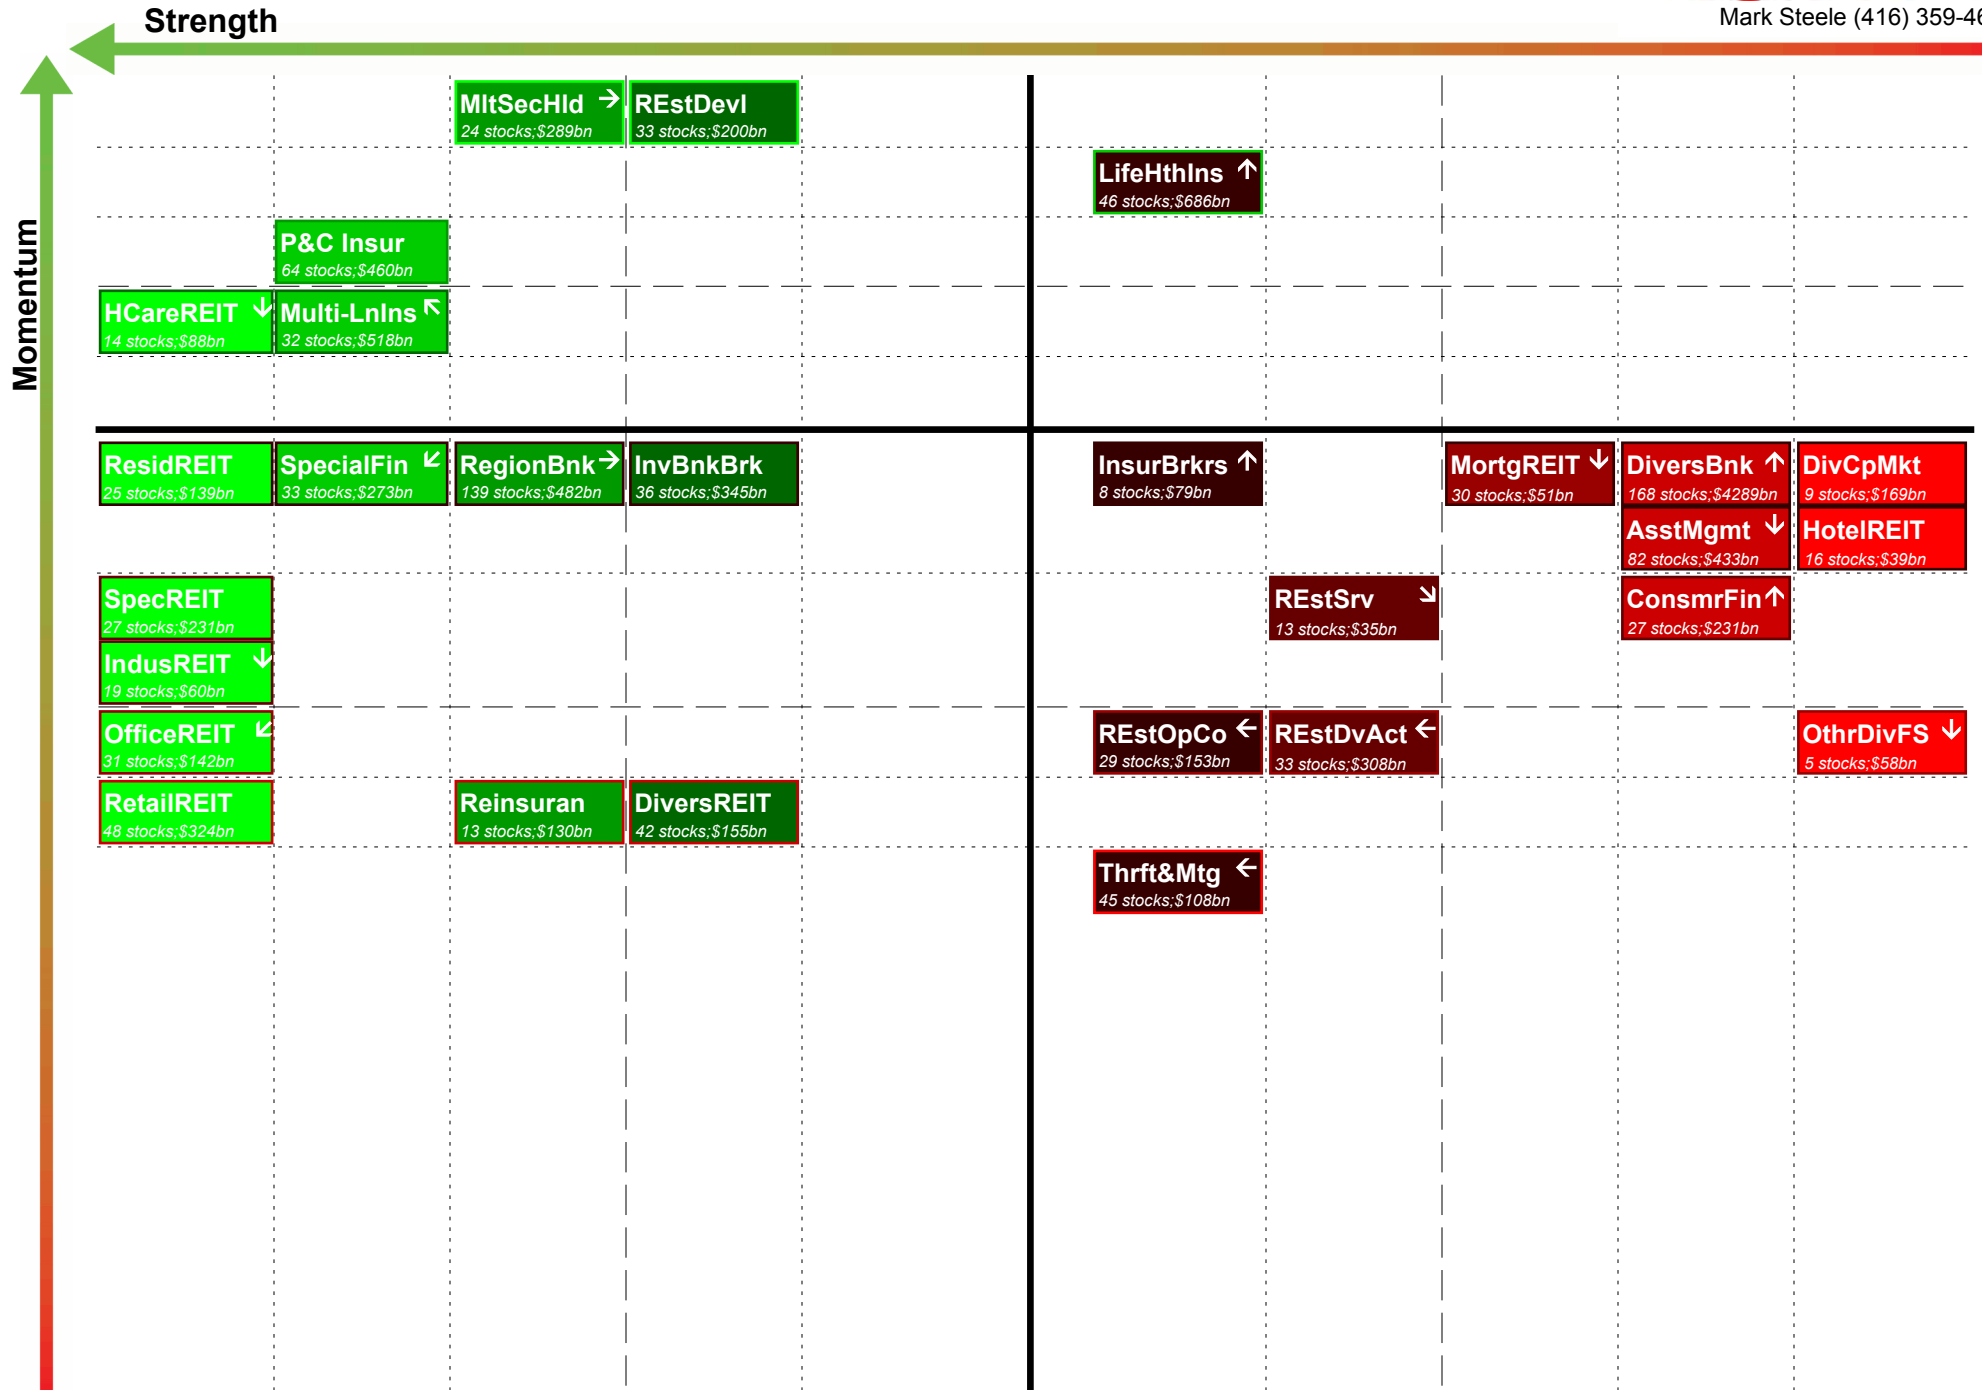 Strength
Mark Steele (416) 359-46
Momentum
MltSecHld → REstDevl
24 stocks;$289bn 33 stocks;$200bn
LifeHthIns ↑
46 stocks;$686bn
P&C Insur
64 stocks;$460bn
HCareREIT ↓ Multi-LnIns ↖
14 stocks;$88bn 32 stocks;$518bn
ResidREIT SpecialFin ↙ RegionBnk → InvBnkBrk InsurBrkrs ↑ MortgREIT ↓ DiversBnk ↑ DivCpMkt
25 stocks;$139bn 33 stocks;$273bn 139 stocks;$482bn 36 stocks;$345bn 8 stocks;$79bn 30 stocks;$51bn 168 stocks;$4289bn 9 stocks;$169bn
AsstMgmt ↓ HotelREIT
82 stocks;$433bn 16 stocks;$39bn
SpecREIT REstSrv ↘ ConsmrFin ↑
27 stocks;$231bn 13 stocks;$35bn 27 stocks;$231bn
IndusREIT ↓
19 stocks;$60bn
OfficeREIT ↙ REstOpCo ← REstDvAct ← OthrDivFS ↓
31 stocks;$142bn 29 stocks;$153bn 33 stocks;$308bn 5 stocks;$58bn
RetailREIT Reinsuran DiversREIT
48 stocks;$324bn 13 stocks;$130bn 42 stocks;$155bn
Thrft&Mtg ←
45 stocks;$108bn